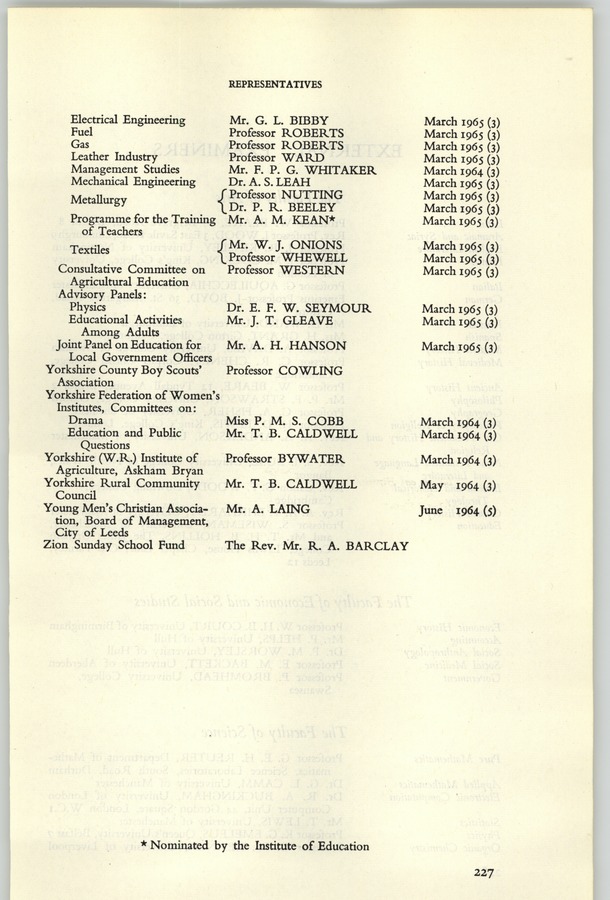 REPRESENTATIVES
Electrical Engineering Mr. G. L. BIBBY March 1965 (3)
Fuel Professor ROBERTS March 1965 (3)
Gas Professor ROBERTS March 1965 (3)
Leather Industry Professor WARD March 1965 (3)
Management Studies Mr. F. P. G. WHITAKER March 1964 (3)
Mechanical Engineering Dr. A. S. LEAH March 1965 (3)
Metallurgy { Professor NUTTING March 1965 (3)
Dr. P. R. BEELEY March 1965 (3)
Programme for the Training Mr. A. M. KEAN* March 1965 (3)
of Teachers
Textiles { Mr. W. J. ONIONS March 1965 (3)
Professor WHEWELL March 1965 (3)
Consultative Committee on Professor WESTERN March 1965 (3)
Agricultural Education
Advisory Panels:
Physics Dr. E. F. W. SEYMOUR March 1965 (3)
Educational Activities Mr. J. T. GLEAVE March 1965 (3)
Among Adults
Joint Panel on Education for Mr. A. H. HANSON March 1965 (3)
Local Government Officers
Yorkshire County Boy Scouts' Professor COWLING
Association
Yorkshire Federation of Women's
Institutes, Committees on:
Drama Miss P. M. S. COBB March 1964 (3)
Education and Public Mr. T. B. CALDWELL March 1964 (3)
Questions
Yorkshire (W.R.) Institute of Professor BYWATER March 1964 (3)
Agriculture, Askham Bryan
Yorkshire Rural Community Mr. T. B. CALDWELL May 1964 (3)
Council
Young Men's Christian Associa- Mr. A. LAING June 1964 (5)
tion, Board of Management,
City of Leeds
Zion Sunday School Fund The Rev. Mr. R. A. BARCLAY
* Nominated by the Institute of Education
227